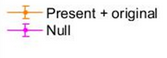 Present + original
Null